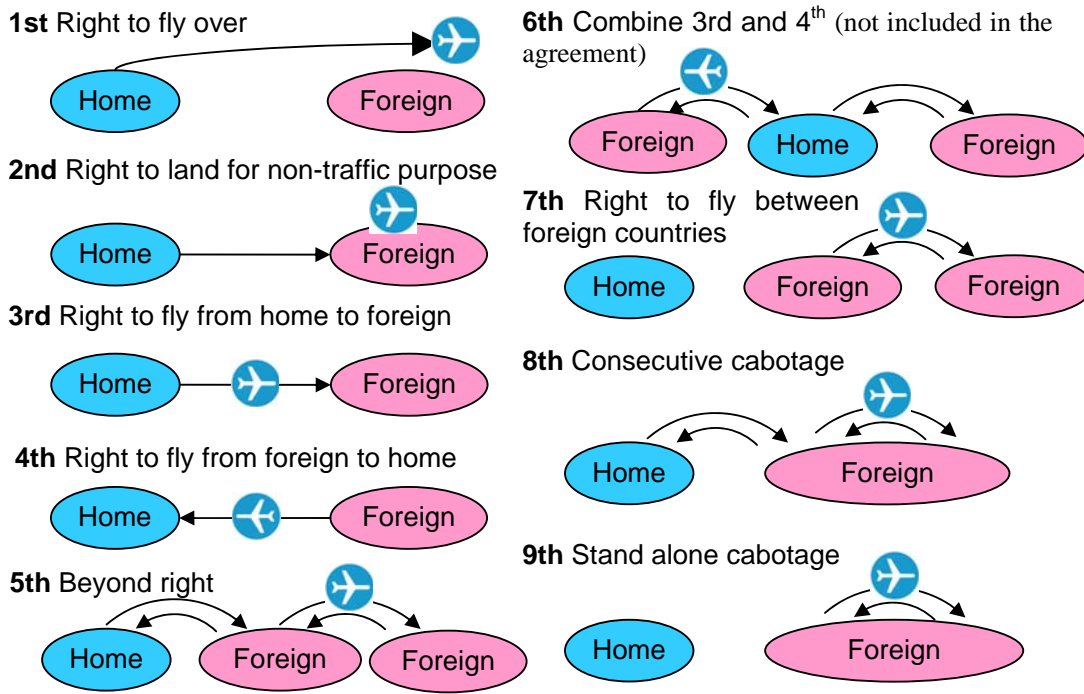 1st Right to fly over
Home Foreign
2nd Right to land for non-traffic purpose
Home Foreign
3rd Right to fly from home to foreign
Home Foreign
4th Right to fly from foreign to home
Home Foreign
5th Beyond right
Home Foreign Foreign
6th Combine 3rd and 4th (not included in the
agreement)
Foreign Home Foreign
7th Right to fly between
foreign countries
Home Foreign Foreign
8th Consecutive cabotage
Home Foreign
9th Stand alone cabotage
Home Foreign